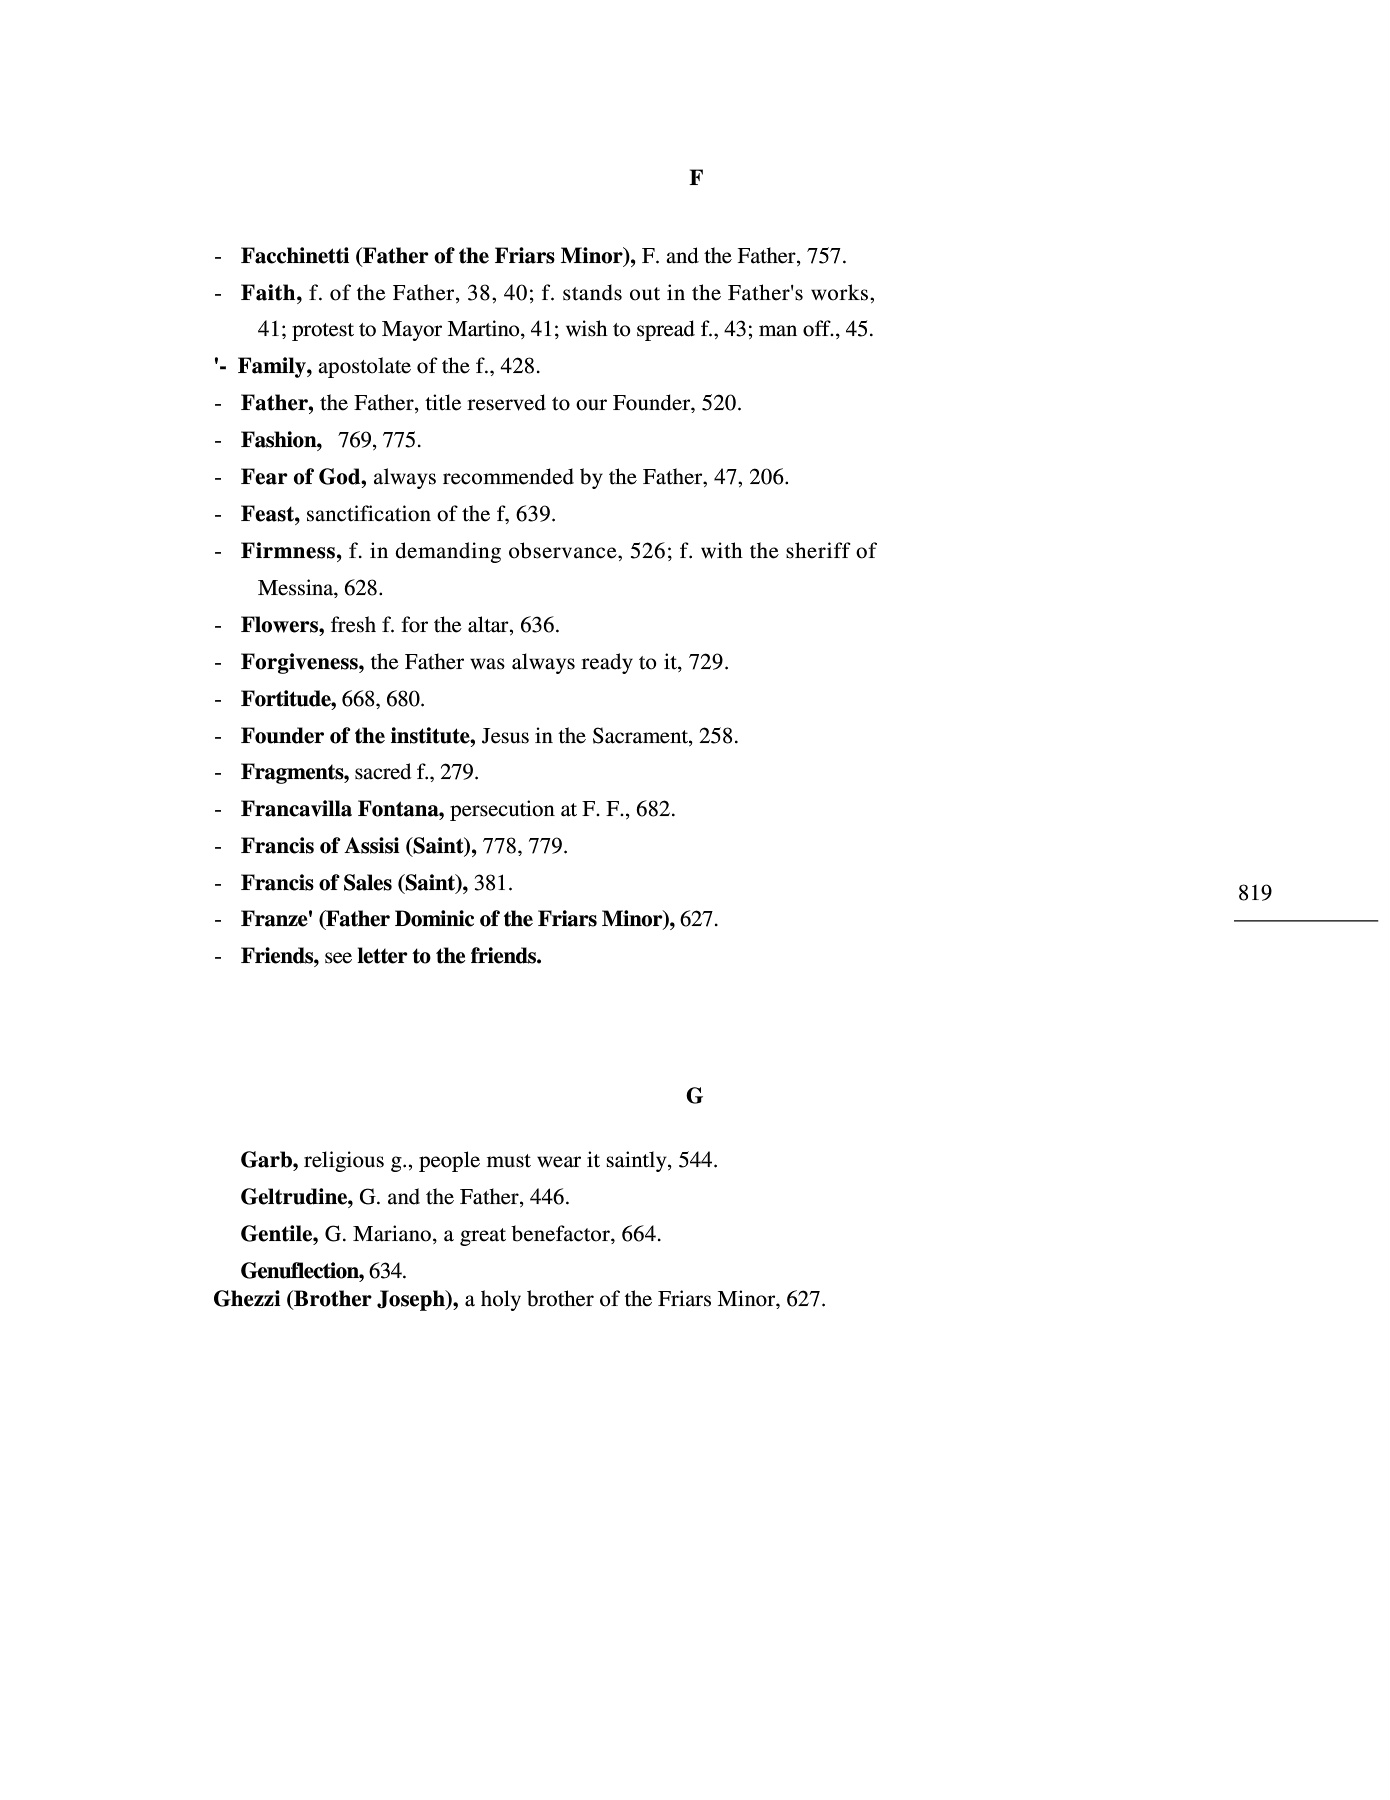 F
- Facchinetti (Father of the Friars Minor), F. and the Father, 757.
- Faith, f. of the Father, 38, 40; f. stands out in the Father's works,
41; protest to Mayor Martino, 41; wish to spread f., 43; man off., 45.
'- Family, apostolate of the f., 428.
- Father, the Father, title reserved to our Founder, 520.
- Fashion, 769, 775.
- Fear of God, always recommended by the Father, 47, 206.
- Feast, sanctification of the f, 639.
- Firmness, f. in demanding observance, 526; f. with the sheriff of
Messina, 628.
- Flowers, fresh f. for the altar, 636.
- Forgiveness, the Father was always ready to it, 729.
- Fortitude, 668, 680.
- Founder of the institute, Jesus in the Sacrament, 258.
- Fragments, sacred f., 279.
- Francavilla Fontana, persecution at F. F., 682.
- Francis of Assisi (Saint), 778, 779.
- Francis of Sales (Saint), 381.
819
- Franze' (Father Dominic of the Friars Minor), 627.
- Friends, see letter to the friends.
G
Garb, religious g., people must wear it saintly, 544.
Geltrudine, G. and the Father, 446.
Gentile, G. Mariano, a great benefactor, 664.
Genuflection, 634.
Ghezzi (Brother Joseph), a holy brother of the Friars Minor, 627.